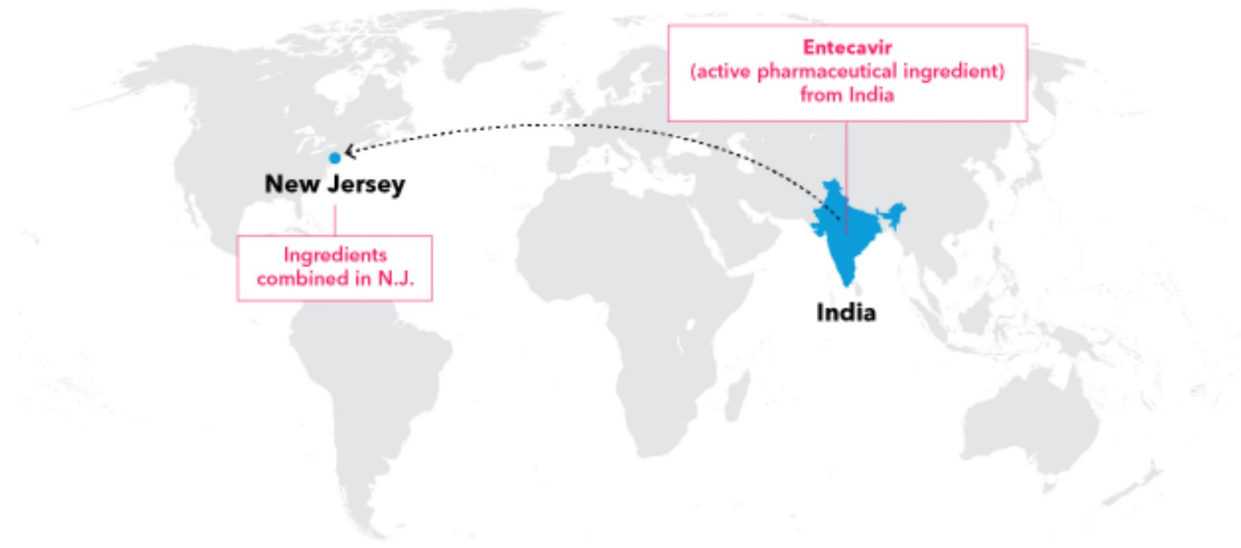 Entecavir
(active pharmaceutical ingredient)
from India
New Jersey
Ingredients
combined in N.J.
India